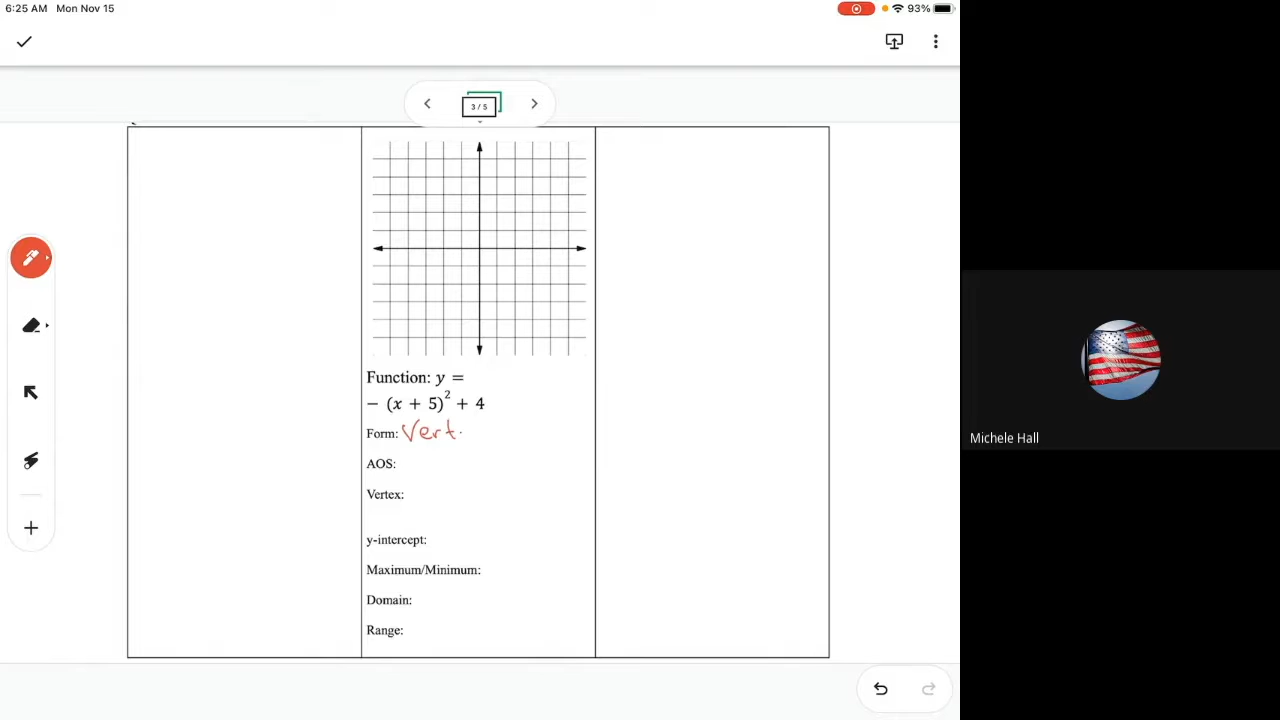 6:25 AM Mon Nov 15
93%
3 / 5
Function: y =
− (x + 5)² + 4
Form: Vert.
AOS:
Vertex:
y-intercept:
Maximum/Minimum:
Domain:
Range:
Michele Hall